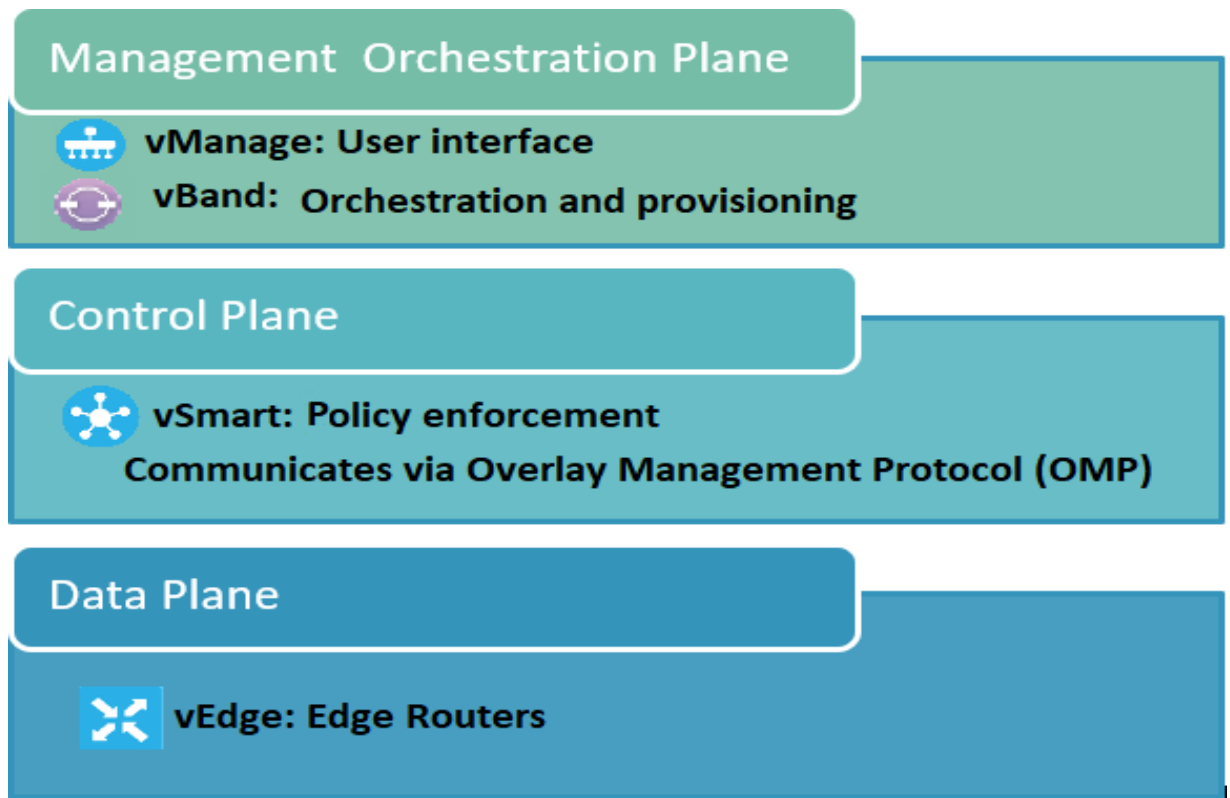 Management Orchestration Plane
vManage: User interface
vBand: Orchestration and provisioning
Control Plane
vSmart: Policy enforcement
Communicates via Overlay Management Protocol (OMP)
Data Plane
vEdge: Edge Routers